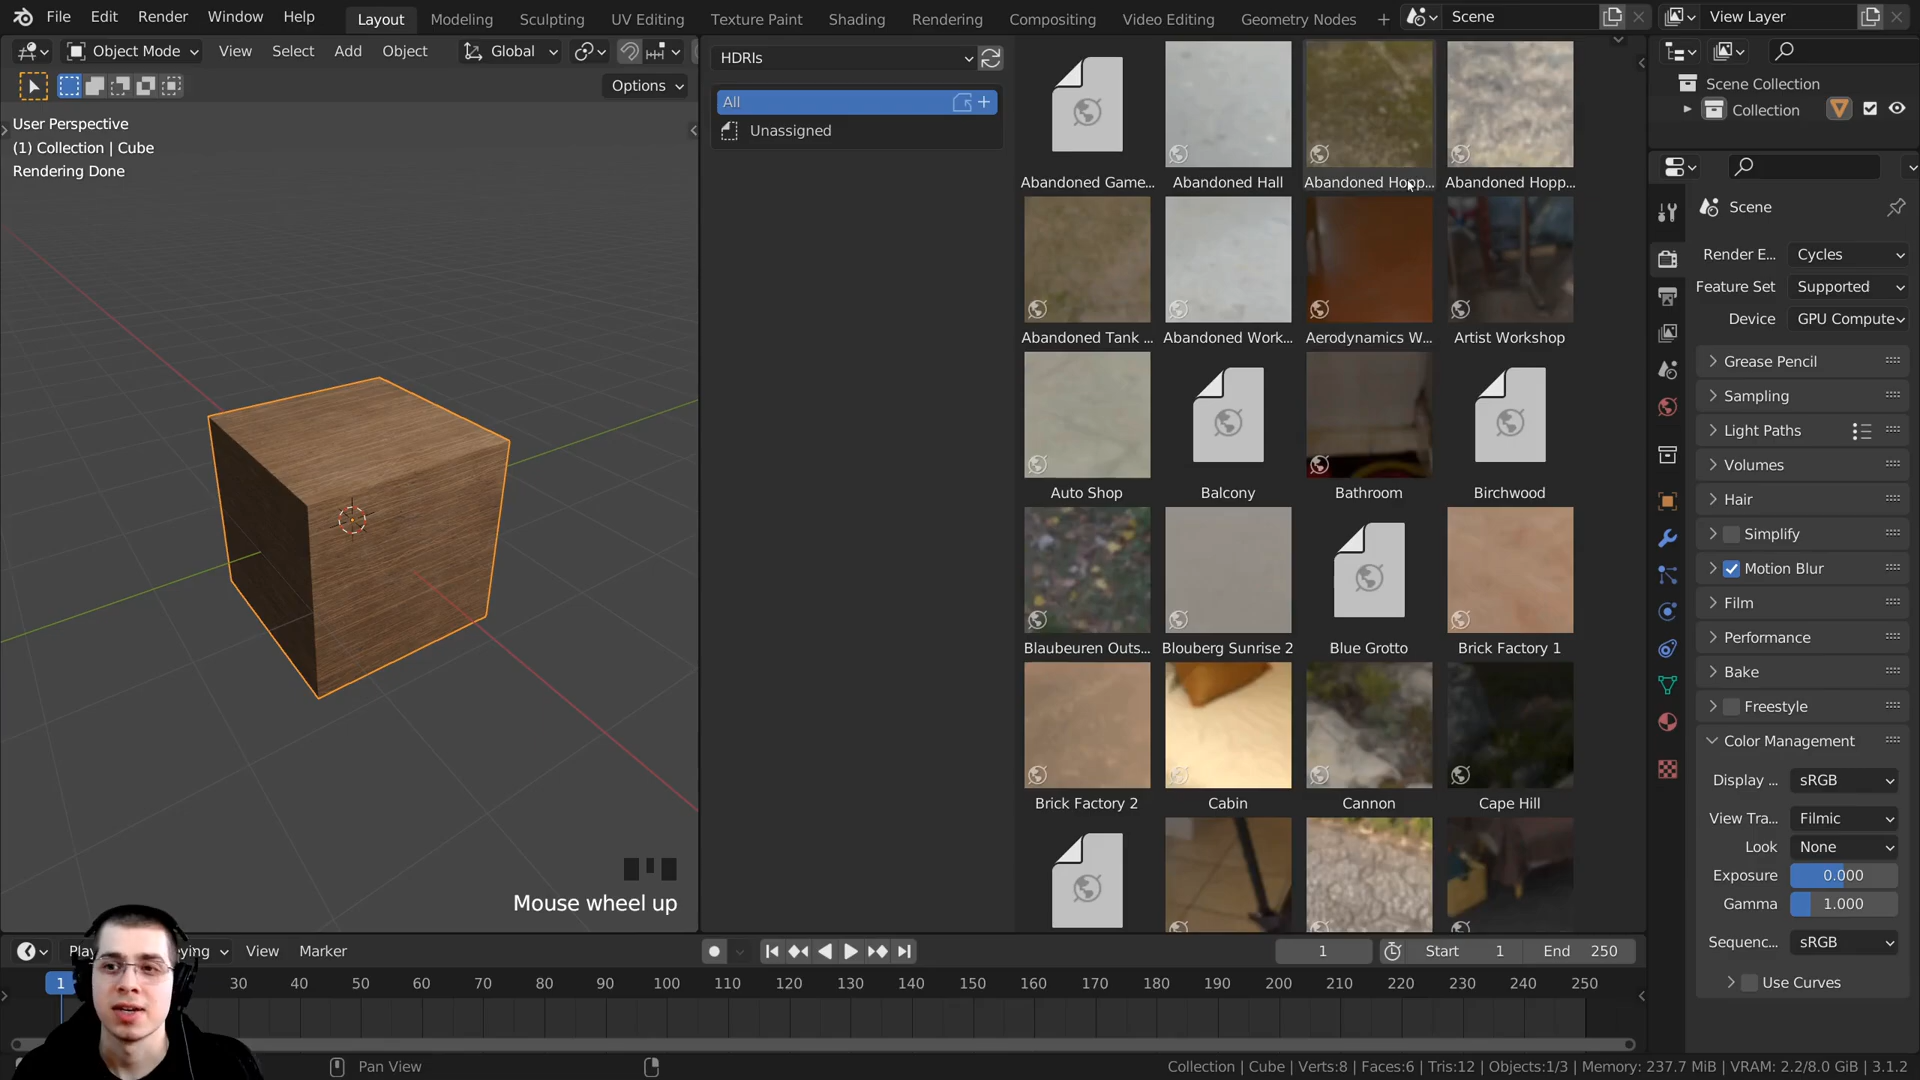 File Edit Render Window Help Layout Modeling Sculpting UV Editing Texture Paint Shading Rendering Compositing Video Editing Geometry Nodes + Scene View Layer
Object Mode View Select Add Object Global
Options
User Perspective
(1) Collection | Cube
Rendering Done
Mouse wheel up
HDRIs
All
Unassigned
Abandoned Game... Abandoned Hall Abandoned Hopp... Abandoned Hopp...
Abandoned Tank ... Abandoned Work... Aerodynamics W... Artist Workshop
Auto Shop Balcony Bathroom Birchwood
Blaubeuren Outs... Blouberg Sunrise 2 Blue Grotto Brick Factory 1
Brick Factory 2 Cabin Cannon Cape Hill
Scene Collection
Collection
Scene
Render E... Cycles
Feature Set Supported
Device GPU Compute
Grease Pencil
Sampling
Light Paths
Volumes
Hair
Simplify
Motion Blur
Film
Performance
Bake
Freestyle
Color Management
Display ... sRGB
View Tra... Filmic
Look None
Exposure 0.000
Gamma 1.000
Sequenc... sRGB
Use Curves
View Marker 1 Start 1 End 250
1 30 40 50 60 70 80 90 100 110 120 130 140 150 160 170 180 190 200 210 220 230 240 250
Pan View
Collection | Cube | Verts:8 | Faces:6 | Tris:12 | Objects:1/3 | Memory: 237.7 MiB | VRAM: 2.2/8.0 GiB | 3.1.2